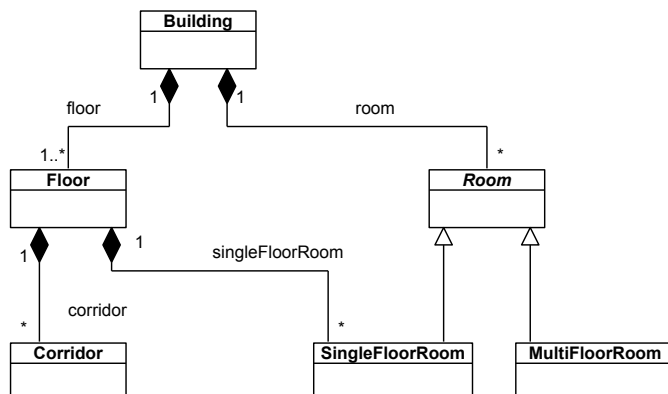 Building
1
1
floor
room
1..*
*
Floor
Room
1
1
singleFloorRoom
corridor
*
*
Corridor
SingleFloorRoom
MultiFloorRoom